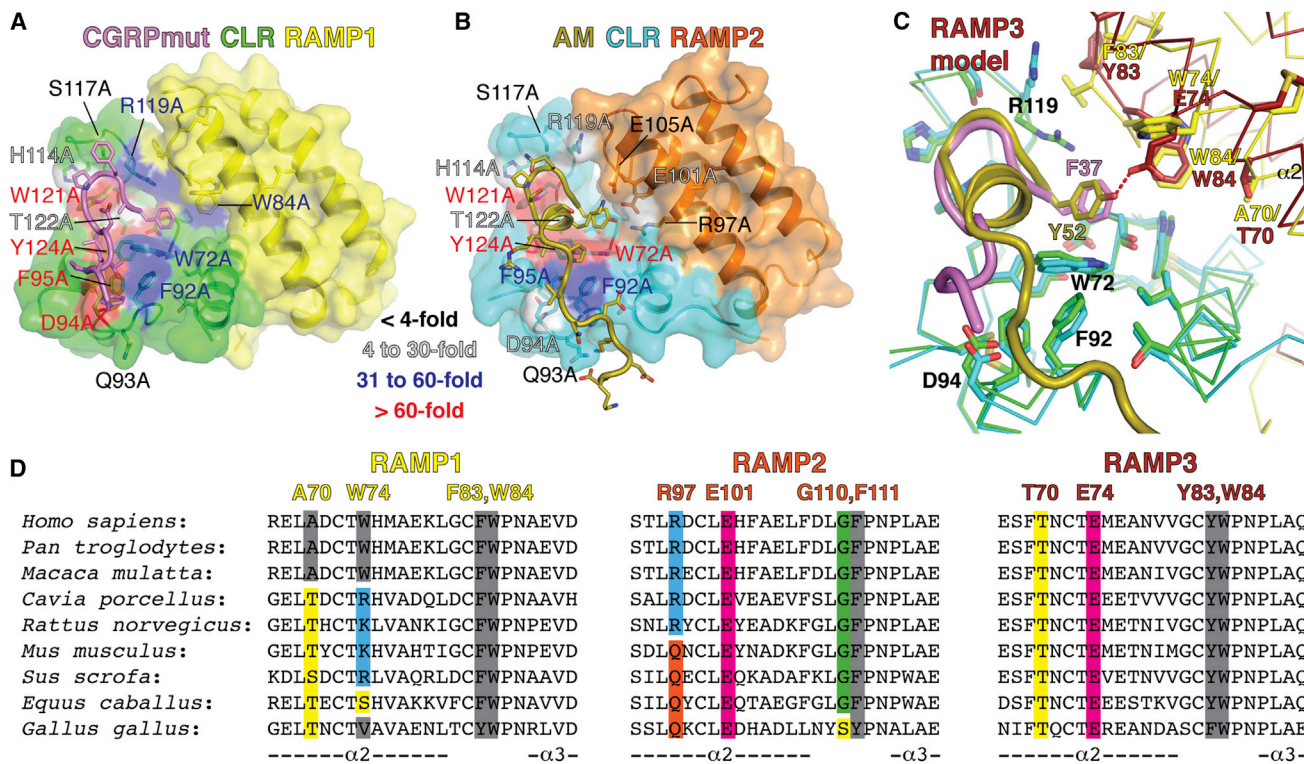 A
CGRPmut CLR RAMP1
S117A
R119A
H114A
W121A
T122A
W84A
Y124A
W72A
F95A
F92A
D94A
Q93A
< 4-fold
4 to 30-fold
31 to 60-fold
> 60-fold
B
AM CLR RAMP2
S117A
R119A
E105A
H114A
E101A
W121A
T122A
R97A
Y124A
W72A
F95A
F92A
D94A
Q93A
C
RAMP3
model
F83/
Y83
R119
W74/
E74
W84/
W84
F37
α2
Y52
A70/
T70
W72
F92
D94
D
RAMP1 RAMP2 RAMP3
A70 W74 F83,W84 R97 E101 G110,F111 T70 E74 Y83,W84
Homo sapiens: RELADCTWHMAEKLGCFWPNAEVD STLRDCLEHFAELFDLGFPNPLAE ESFTNCTEMEANVVGCYWPNPLAQ
Pan troglodytes: RELADCTWHMAEKLGCFWPNAEVD STLRDCLEHFAELFDLGFPNPLAE ESFTNCTEMEANVVGCYWPNPLAQ
Macaca mulatta: RELADCTWHMAEKLGCFWPNAEVD STLRECLEHFAELFDLGFPNPLAE ESFTNCTEMEANIVGCYWPNPLAQ
Cavia porcellus: GELTDCTRHVADQLDCFWPNAAVH SALRDCLEVEAEVFSLGFPNPLAE ESFTNCTEEETVVVGCYWPNPLAQ
Rattus norvegicus: GELTHCTKLVANKIGCFWPNPEVD SNLRYCLEYEADKFGLGFPNPLAE ESFTNCTEMETNIVGCYWPNPLAQ
Mus musculus: GELTYCTKHVAHTIGCFWPNPEVD SDLQNCLEYEADKFGLGFPNPLAE ESFTNCTEMETNIMGCYWPNPLAQ
Sus scrofa: KDLSDCTRLVAQRLDCFWPNPEVD SILQECLEQKADAFKLGFPNPWAE ESFTNCTEVETNVVGCYWPNPLAQ
Equus caballus: RELTECTSHVAKKVFCFWPNAVVD SILQYCLEQTAEGFGLGFPNPLAE DSFTNCTEEESTKVGCYWPNPLAQ
Gallus gallus: GELTNCTVAVAENLTCYWPNRLVD SSLQKCLEDHADLLNYSYPNPLAE NIFTQCTEREANDASCFWPNPLAQ
------α2------- -α3- ------α2------- -α3- ------α2------- -α3-